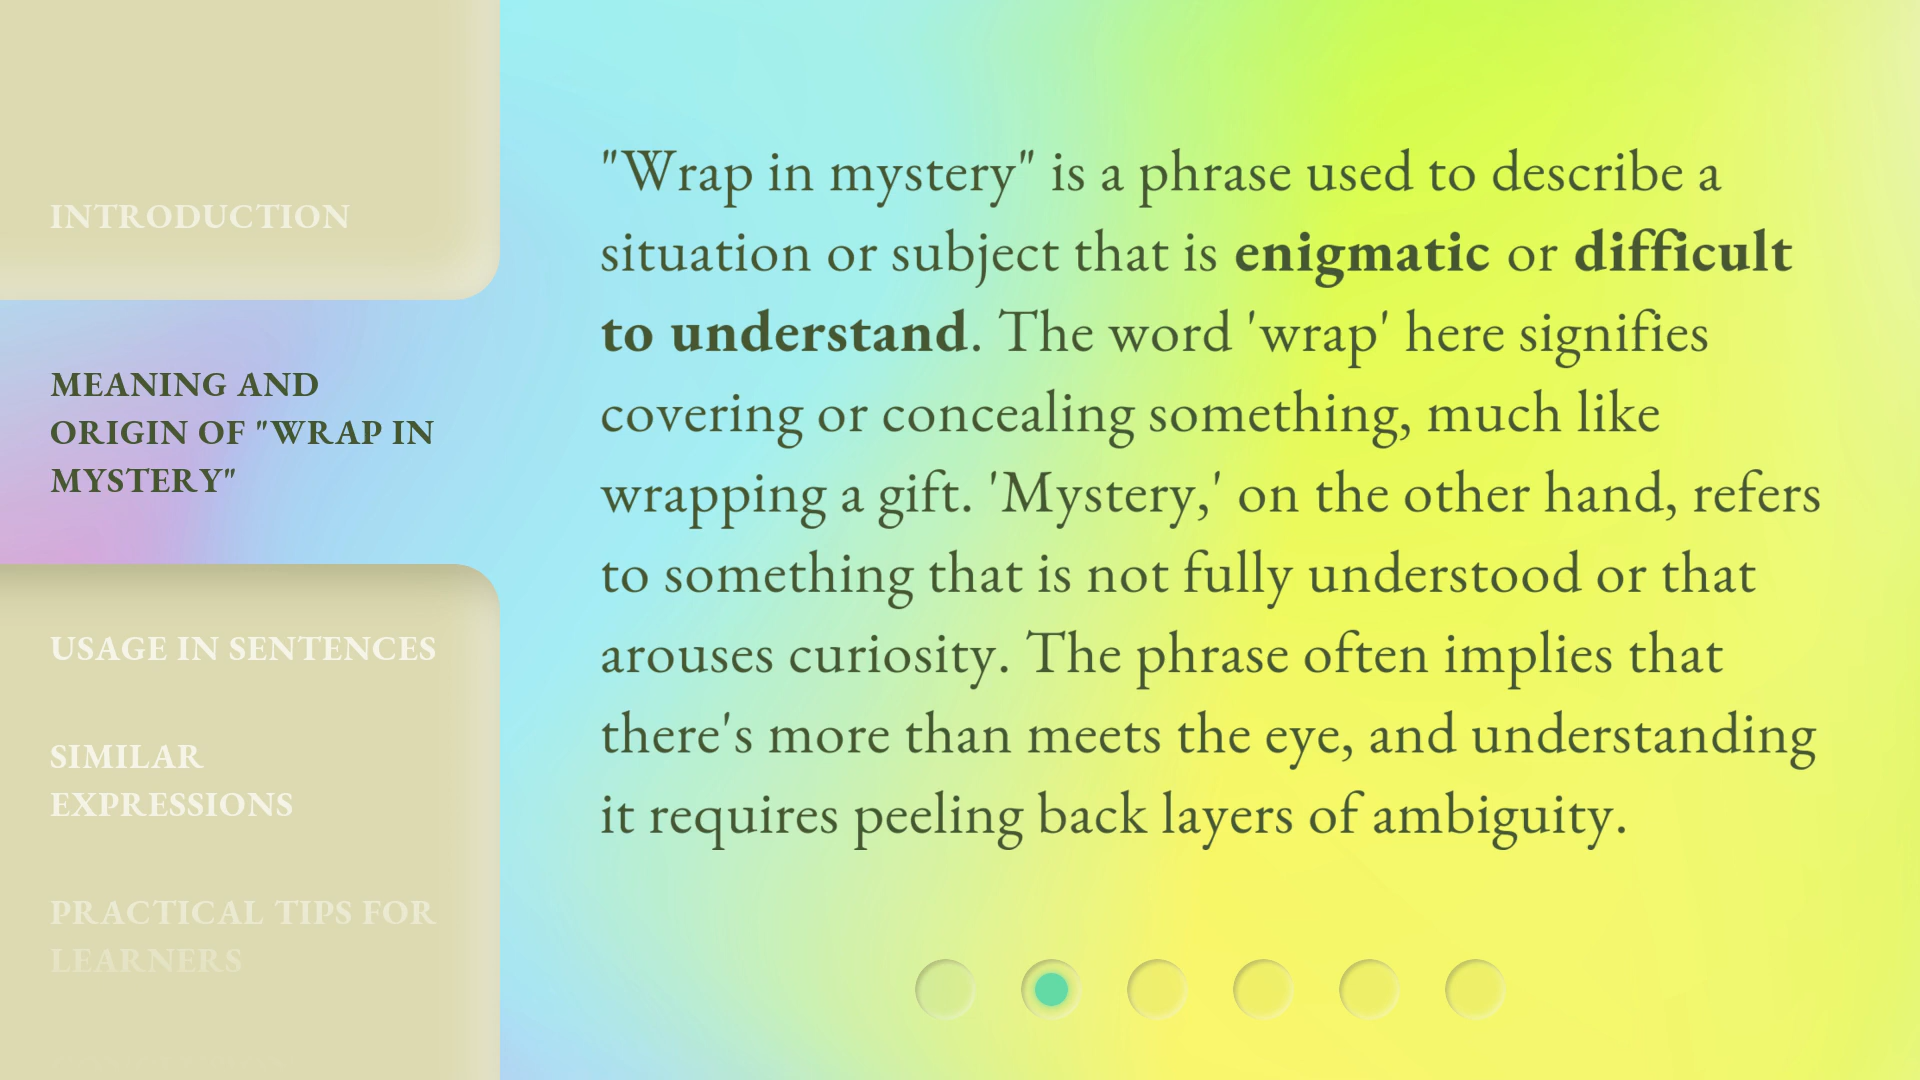 INTRODUCTION
MEANING AND
ORIGIN OF "WRAP IN
MYSTERY"
USAGE IN SENTENCES
SIMILAR
EXPRESSIONS
PRACTICAL TIPS FOR
LEARNERS
"Wrap in mystery" is a phrase used to describe a
situation or subject that is enigmatic or difficult
to understand. The word 'wrap' here signifies
covering or concealing something, much like
wrapping a gift. 'Mystery,' on the other hand, refers
to something that is not fully understood or that
arouses curiosity. The phrase often implies that
there's more than meets the eye, and understanding
it requires peeling back layers of ambiguity.